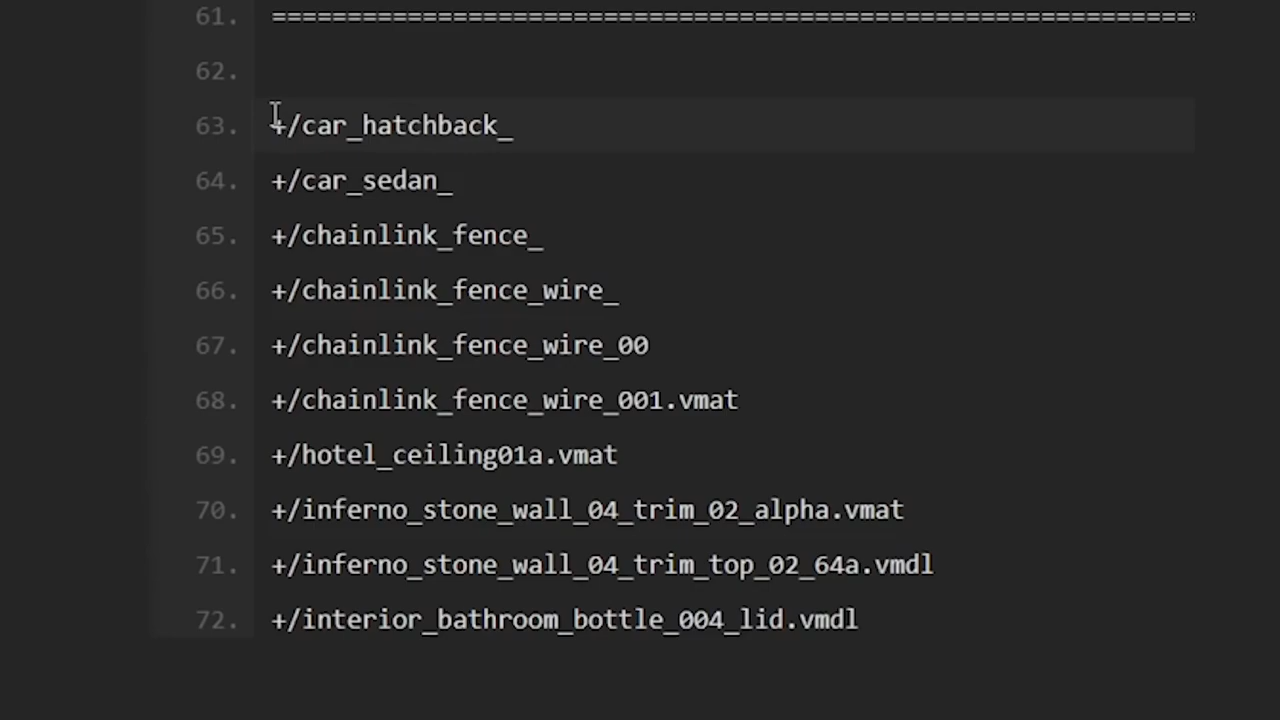 61. ==============================================================
62.
63. +/car_hatchback_
64. +/car_sedan_
65. +/chainlink_fence_
66. +/chainlink_fence_wire_
67. +/chainlink_fence_wire_00
68. +/chainlink_fence_wire_001.vmat
69. +/hotel_ceiling01a.vmat
70. +/inferno_stone_wall_04_trim_02_alpha.vmat
71. +/inferno_stone_wall_04_trim_top_02_64a.vmdl
72. +/interior_bathroom_bottle_004_lid.vmdl